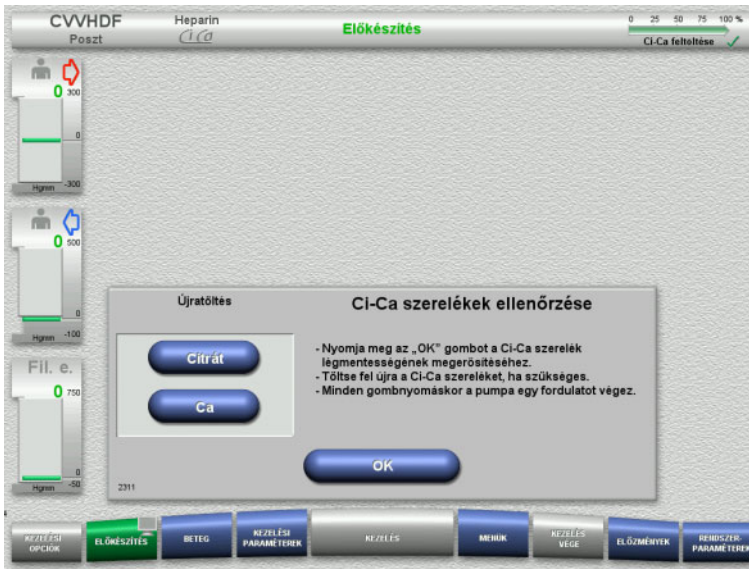 CVVHDF
Poszt
Heparin
Ci Ca
Előkészítés
0 25 50 75 100 %
Ci-Ca feltöltése
0
300
0
Hgmm -300
0
500
0
Hgmm -100
Fil. e.
0
750
0
Hgmm -50
Újratöltés
Citrát
Ca
2311
Ci-Ca szerelékek ellenőrzése
- Nyomja meg az „OK” gombot a Ci-Ca szerelék
légmentességének megerősítéséhez.
- Töltse fel újra a Ci-Ca szereléket, ha szükséges.
- Minden gombnyomáskor a pumpa egy fordulatot végez.
OK
KEZELÉSI
OPCIÓK
ELŐKÉSZÍTÉS
BETEG
KEZELÉSI
PARAMÉTEREK
KEZELÉS
MENÜK
KEZELÉS
VÉGE
ELŐZMÉNYEK
RENDSZER-
PARAMÉTEREK